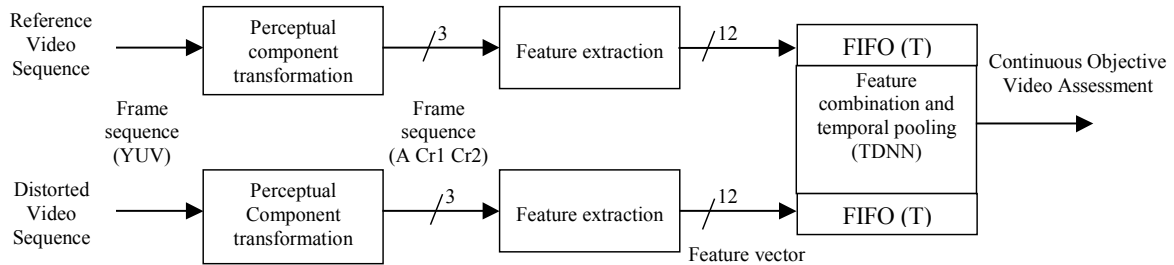 Reference
Video
Sequence
Perceptual
component
transformation
3
Feature extraction
12
FIFO (T)
Feature
combination and
temporal pooling
(TDNN)
Continuous Objective
Video Assessment
Frame
sequence
(YUV)
Frame
sequence
(A Cr1 Cr2)
Distorted
Video
Sequence
Perceptual
Component
transformation
3
Feature extraction
12
FIFO (T)
Feature vector